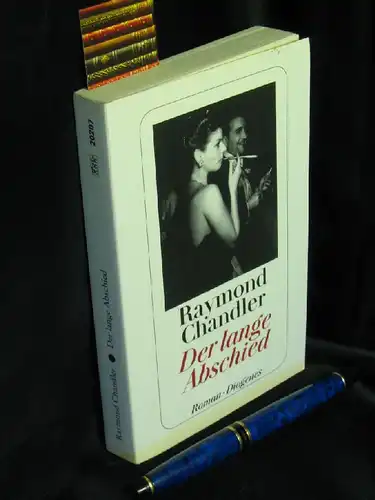 Raymond
Chandler
Der lange
Abschied
Roman · Diogenes
Raymond Chandler ● Der lange Abschied
20207